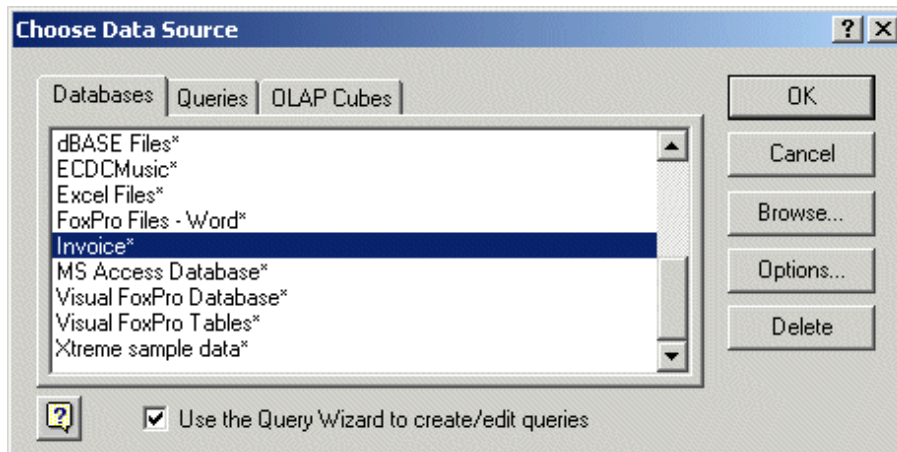 Choose Data Source
Databases Queries OLAP Cubes
dBASE Files*
ECDCMusic*
Excel Files*
FoxPro Files - Word*
Invoice*
MS Access Database*
Visual FoxPro Database*
Visual FoxPro Tables*
Xtreme sample data*
OK
Cancel
Browse...
Options...
Delete
Use the Query Wizard to create/edit queries